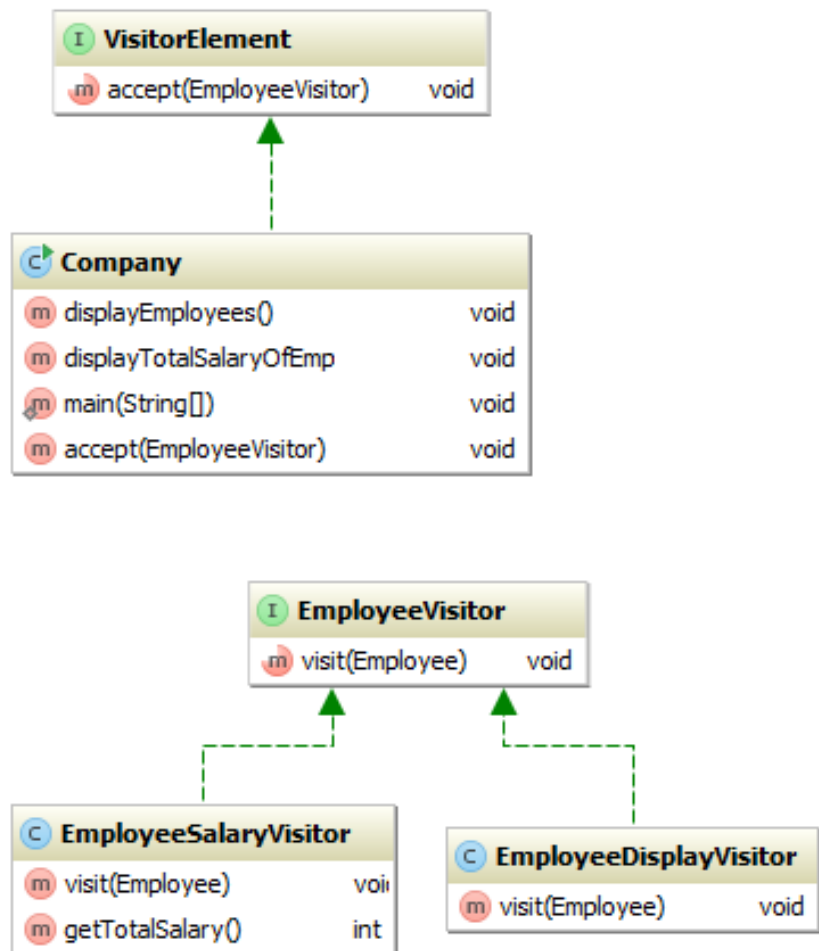 I VisitorElement
m accept(EmployeeVisitor) void
C Company
m displayEmployees() void
m displayTotalSalaryOfEmp void
m main(String[]) void
m accept(EmployeeVisitor) void
I EmployeeVisitor
m visit(Employee) void
C EmployeeSalaryVisitor
m visit(Employee) voi
m getTotalSalary() int
C EmployeeDisplayVisitor
m visit(Employee) void